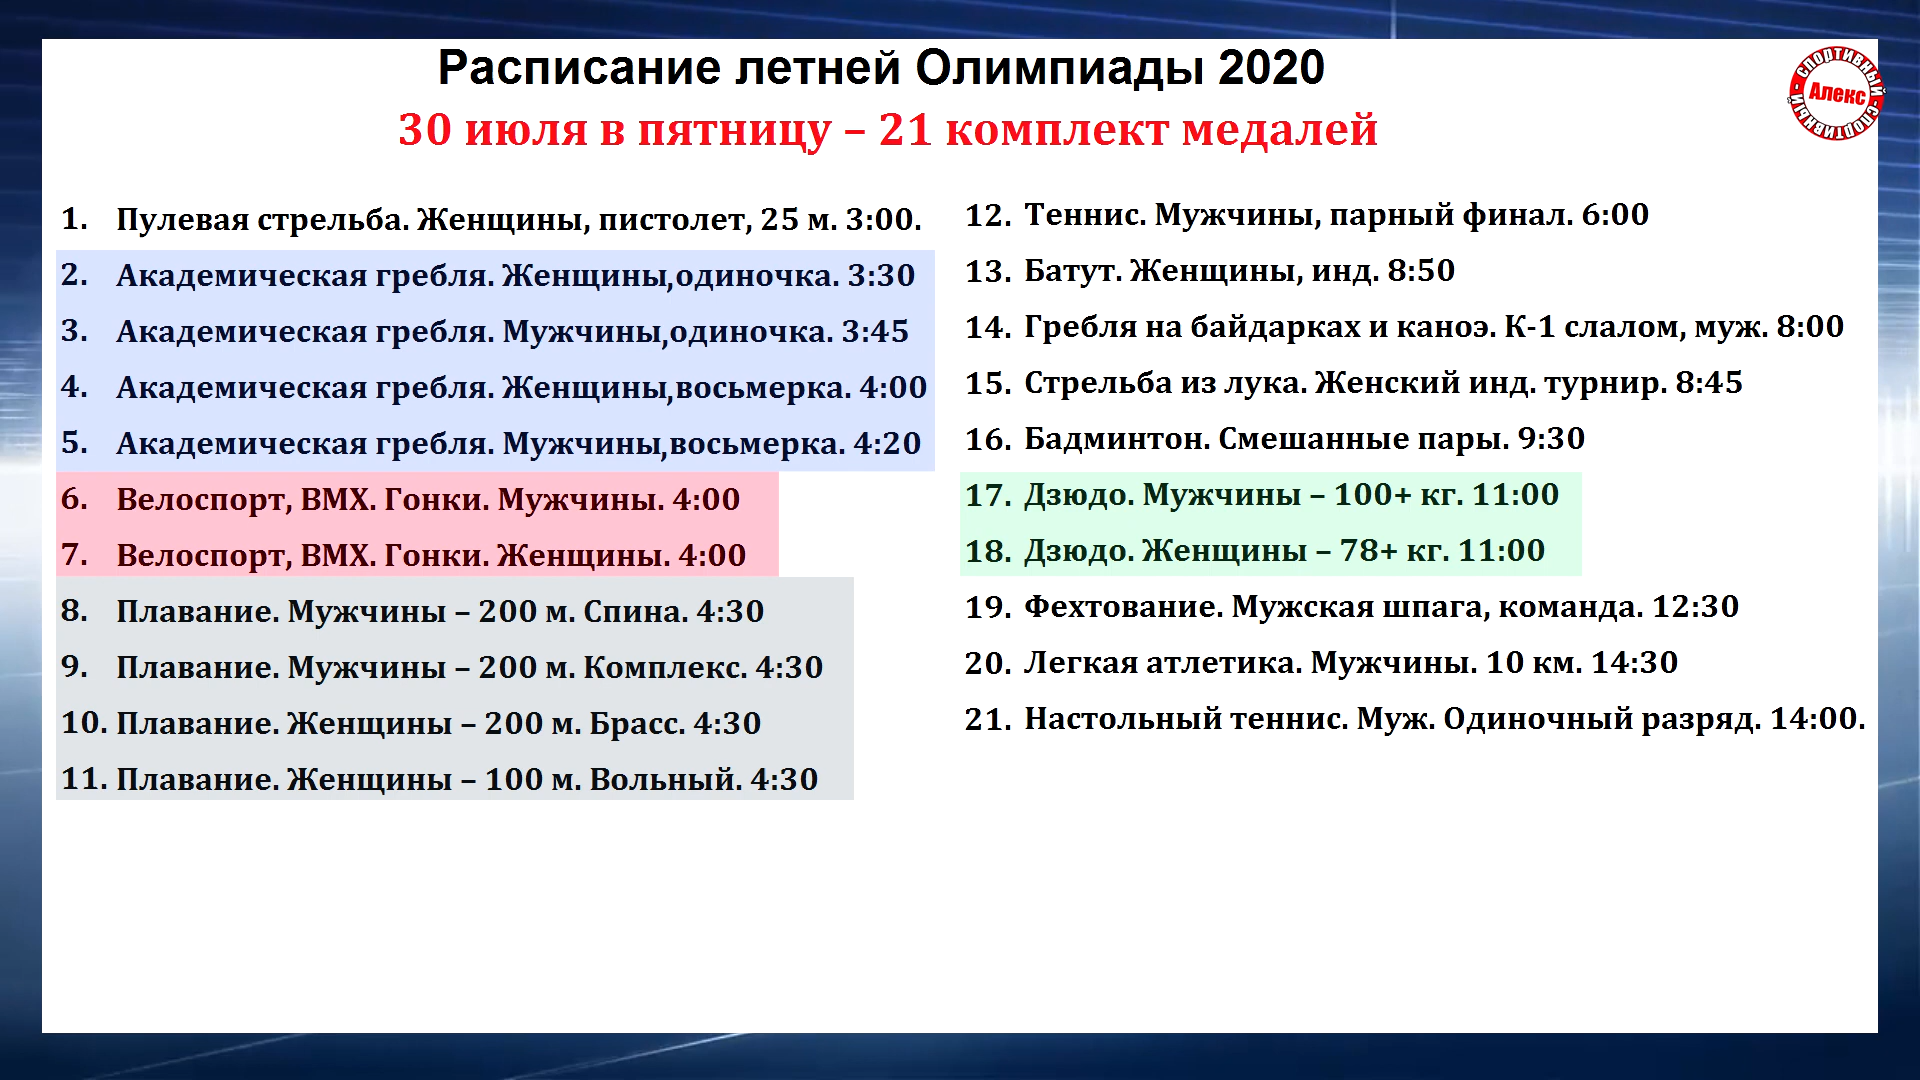 Расписание летней Олимпиады 2020
30 июля в пятницу – 21 комплект медалей
СПОРТИВНЫЙ · СПОРТИВНЫЙ ·
Алекс
1. Пулевая стрельба. Женщины, пистолет, 25 м. 3:00.
2. Академическая гребля. Женщины,одиночка. 3:30
3. Академическая гребля. Мужчины,одиночка. 3:45
4. Академическая гребля. Женщины,восьмерка. 4:00
5. Академическая гребля. Мужчины,восьмерка. 4:20
6. Велоспорт, BMX. Гонки. Мужчины. 4:00
7. Велоспорт, BMX. Гонки. Женщины. 4:00
8. Плавание. Мужчины – 200 м. Спина. 4:30
9. Плавание. Мужчины – 200 м. Комплекс. 4:30
10. Плавание. Женщины – 200 м. Брасс. 4:30
11. Плавание. Женщины – 100 м. Вольный. 4:30
12. Теннис. Мужчины, парный финал. 6:00
13. Батут. Женщины, инд. 8:50
14. Гребля на байдарках и каноэ. К-1 слалом, муж. 8:00
15. Стрельба из лука. Женский инд. турнир. 8:45
16. Бадминтон. Смешанные пары. 9:30
17. Дзюдо. Мужчины – 100+ кг. 11:00
18. Дзюдо. Женщины – 78+ кг. 11:00
19. Фехтование. Мужская шпага, команда. 12:30
20. Легкая атлетика. Мужчины. 10 км. 14:30
21. Настольный теннис. Муж. Одиночный разряд. 14:00.